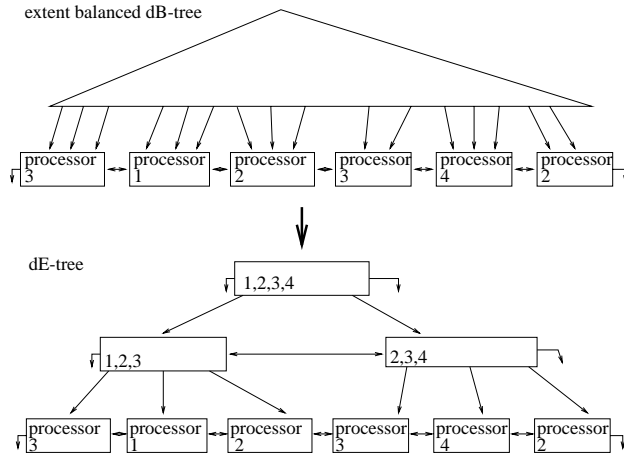 extent balanced dB-tree
processor processor processor processor processor processor
3 1 2 3 4 2
dE-tree
1,2,3,4
1,2,3 2,3,4
processor processor processor processor processor processor
3 1 2 3 4 2